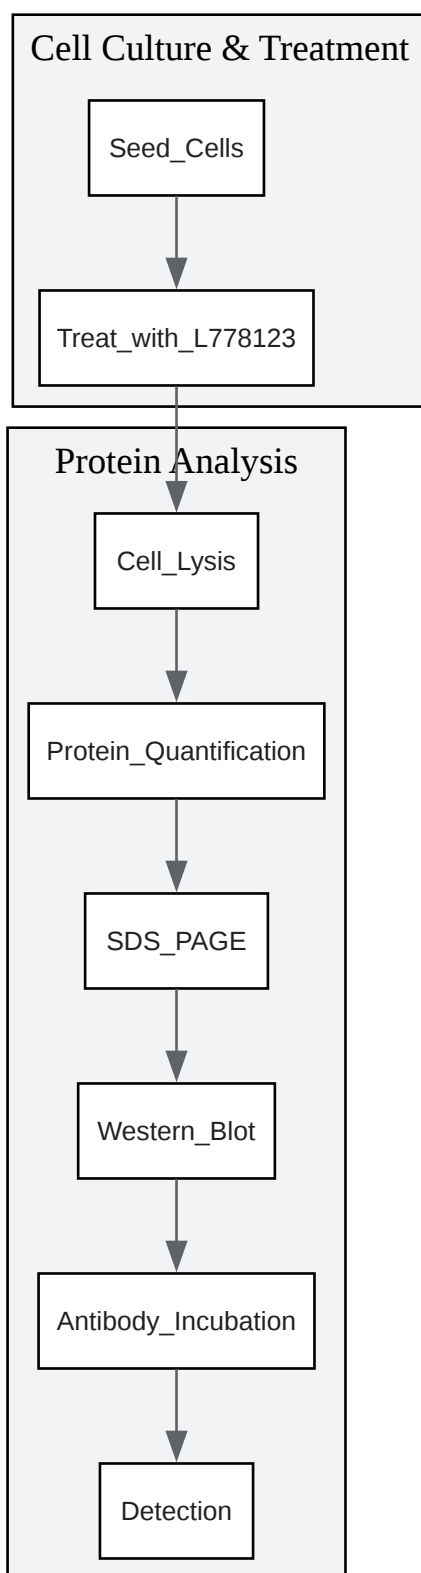 Cell Culture & Treatment
Seed_Cells
Treat_with_L778123
Protein Analysis
Cell_Lysis
Protein_Quantification
SDS_PAGE
Western_Blot
Antibody_Incubation
Detection